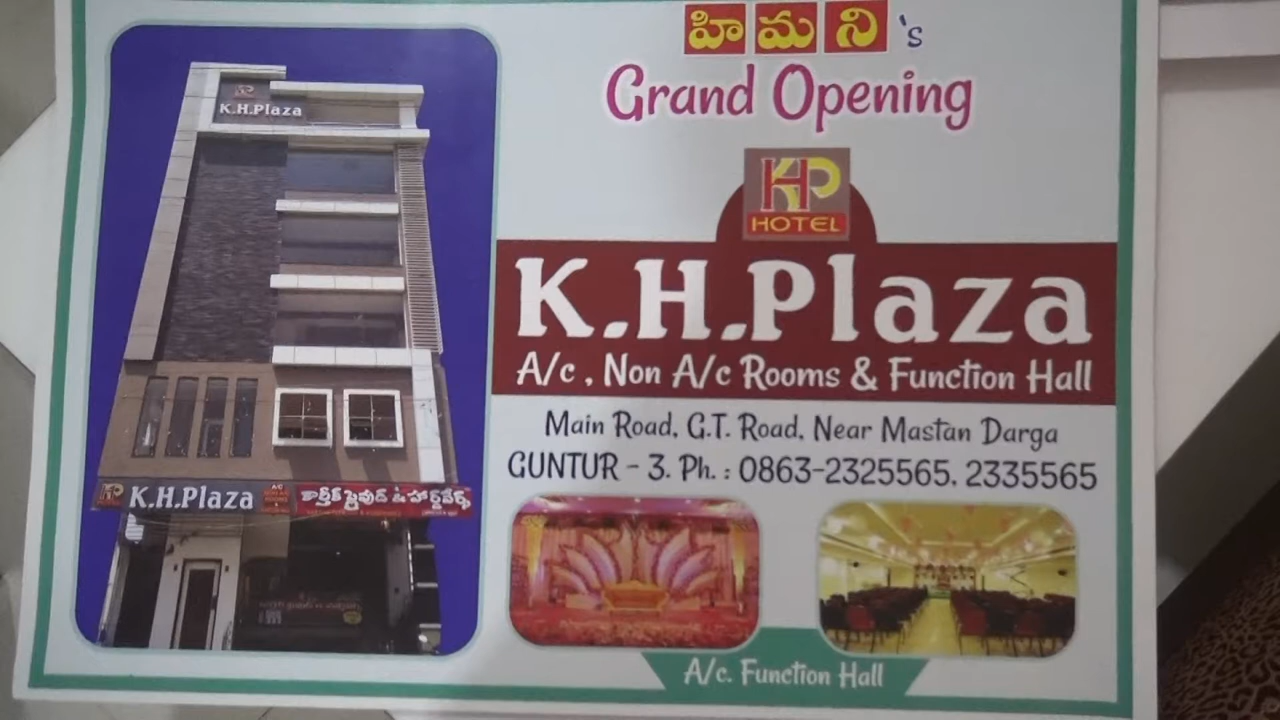 హిమని's
Grand Opening
KHP
HOTEL
K.H.Plaza
A/c , Non A/c Rooms & Function Hall
Main Road, G.T. Road, Near Mastan Darga
GUNTUR - 3. Ph. : 0863-2325565, 2335565
A/c. Function Hall
K.H.Plaza
K.H.Plaza
A/C
కార్తీక్ ప్లైవుడ్ & హార్డ్‌వేర్స్